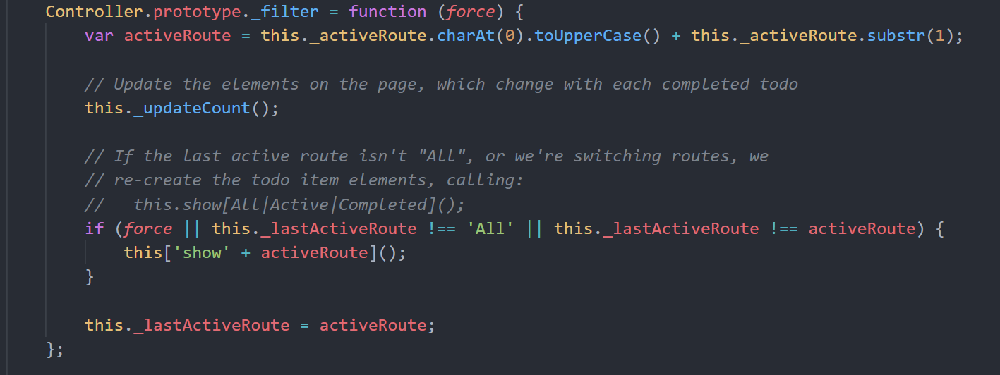 Controller.prototype._filter = function (force) {
var activeRoute = this._activeRoute.charAt(0).toUpperCase() + this._activeRoute.substr(1);
// Update the elements on the page, which change with each completed todo
this._updateCount();
// If the last active route isn't "All", or we're switching routes, we
// re-create the todo item elements, calling:
//   this.show[All|Active|Completed]();
if (force || this._lastActiveRoute !== 'All' || this._lastActiveRoute !== activeRoute) {
this['show' + activeRoute]();
}
this._lastActiveRoute = activeRoute;
};